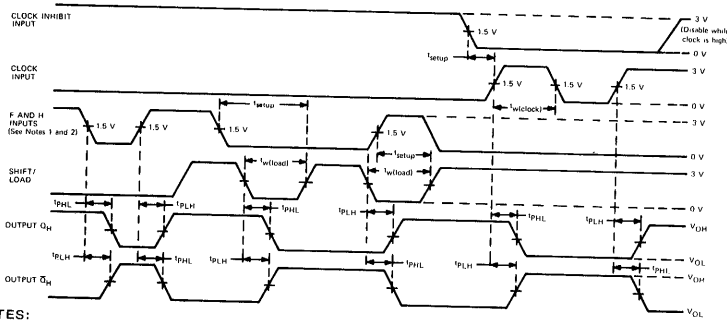 CLOCK INHIBIT
INPUT
1.5 V
3 V
(Disable while
clock is high)
0 V
tsetup
CLOCK
INPUT
1.5 V
1.5 V
1.5 V
3 V
0 V
tw(clock)
F AND H
INPUTS
(See Notes 1 and 2)
1.5 V
1.5 V
1.5 V
1.5 V
tsetup
3 V
0 V
SHIFT/
LOAD
tw(load)
tsetup
tw(load)
3 V
0 V
OUTPUT QH
tPHL
tPLH
tPHL
tPLH
tPHL
tPLH
VOH
VOL
OUTPUT Q̅H
tPLH
tPHL
tPLH
tPHL
tPLH
tPHL
VOH
VOL
TES: